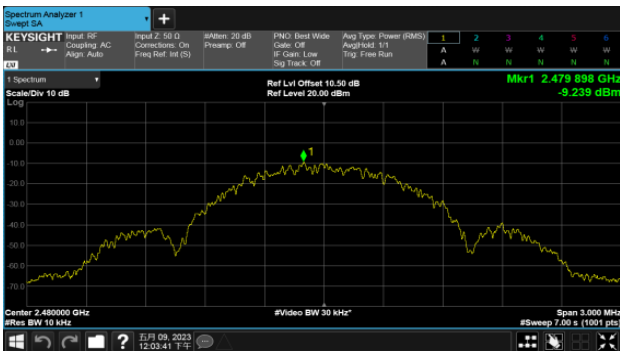 Spectrum Analyzer 1
Swept SA
KEYSIGHT
RL
LXI
Input: RF
Coupling: AC
Align: Auto
Input Z: 50 Ω
Corrections: On
Freq Ref: Int (S)
#Atten: 20 dB
Preamp: Off
PNO: Best Wide
Gate: Off
IF Gain: Low
Sig Track: Off
Avg Type: Power (RMS)
Avg|Hold: 1/1
Trig: Free Run
1 2 3 4 5 6
A W W W W W
A N N N N N
1 Spectrum
Scale/Div 10 dB
Ref Lvl Offset 10.50 dB
Ref Level 20.00 dBm
Mkr1 2.479 898 GHz
-9.239 dBm
Log
10.0
0.00
-10.0
-20.0
-30.0
-40.0
-50.0
-60.0
-70.0
1
Center 2.480000 GHz
#Res BW 10 kHz
#Video BW 30 kHz*
Span 3.000 MHz
#Sweep 7.00 s (1001 pts)
?
五月 09, 2023
12:03:41 下午